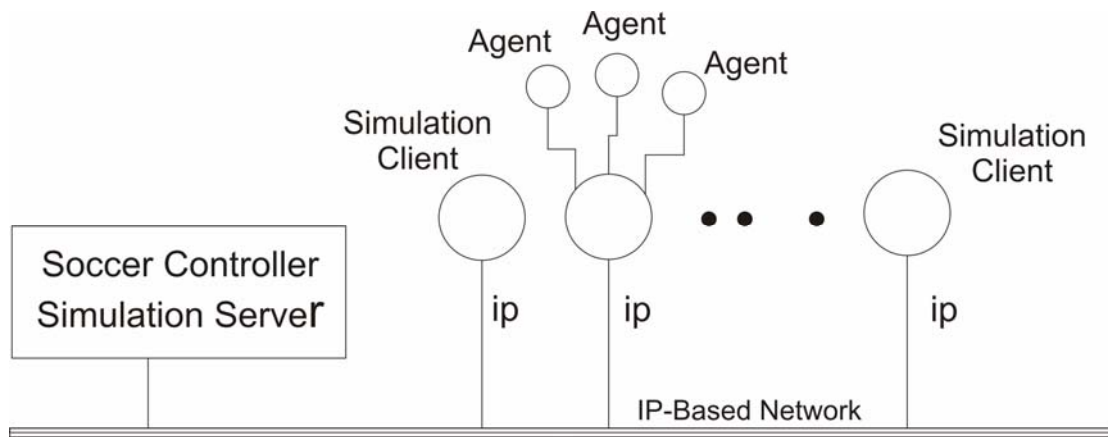 Agent
Agent
Agent
Simulation
Client
Simulation
Client
Soccer Controller
Simulation Server
ip
ip
ip
IP-Based Network